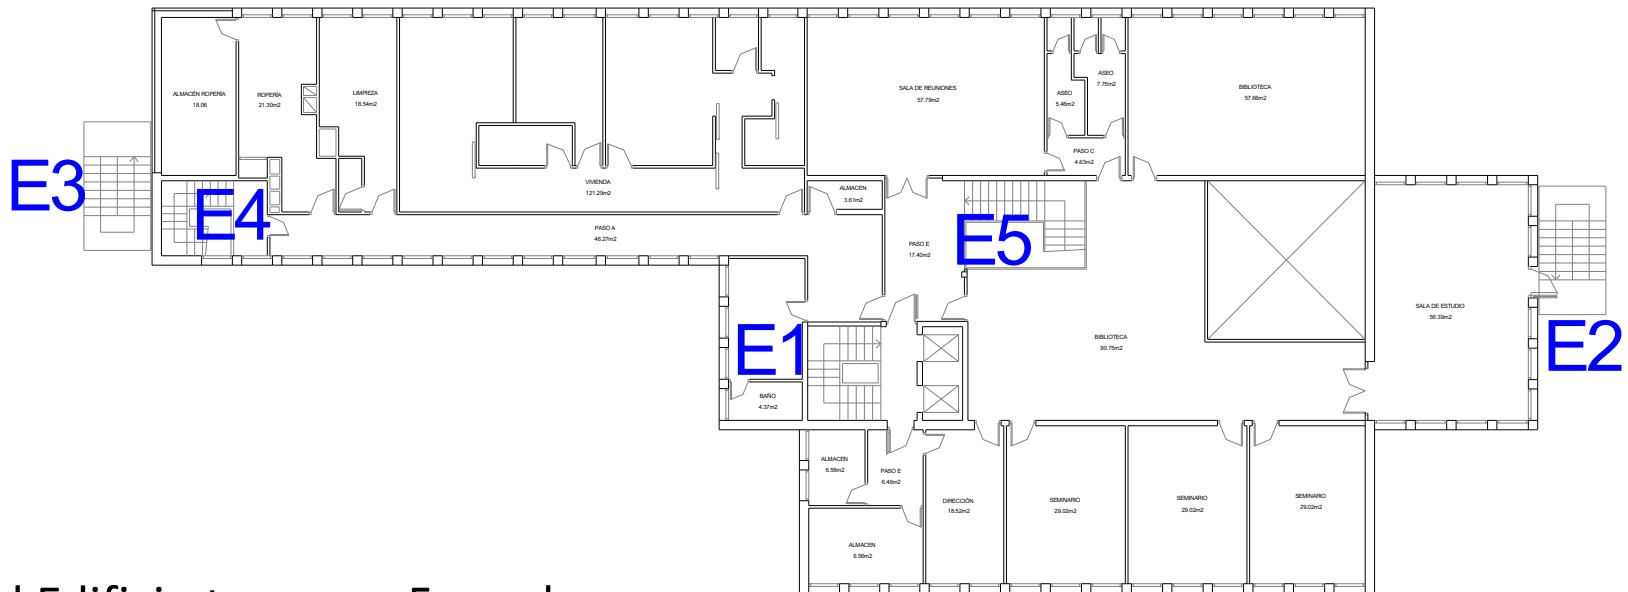 ALMACÉN ROPERÍA
18.06
ROPERÍA
21.30m2
LIMPIEZA
18.54m2
VIVIENDA
121.29m2
SALA DE REUNIONES
57.79m2
ASEO
5.46m2
ASEO
7.75m2
PASO C
4.63m2
BIBLIOTECA
57.66m2
E3
E4
PASO A
46.27m2
ALMACEN
3.61m2
PASO E
17.40m2
E5
BIBLIOTECA
90.75m2
SALA DE ESTUDIO
56.39m2
E2
E1
BAÑO
4.37m2
ALMACEN
6.56m2
PASO E
6.46m2
ALMACEN
6.56m2
DIRECCIÓN
18.52m2
SEMINARIO
29.02m2
SEMINARIO
29.02m2
SEMINARIO
29.02m2